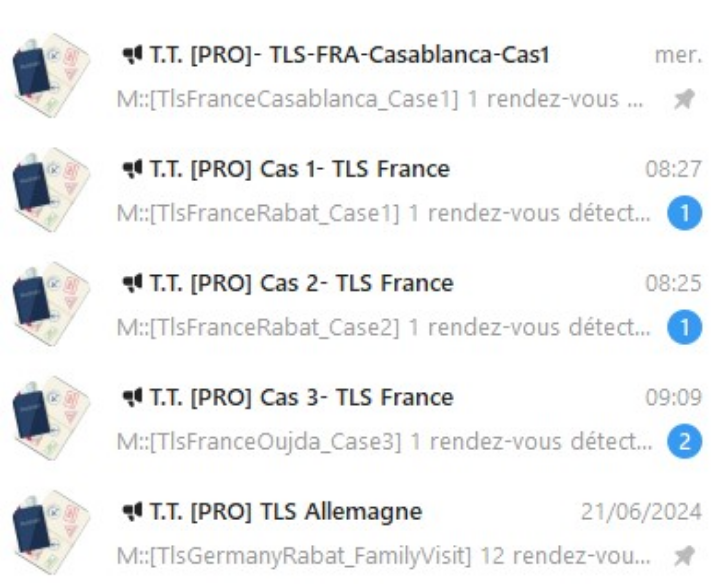 T.T. [PRO]- TLS-FRA-Casablanca-Cas1 mer.
M::[TlsFranceCasablanca_Case1] 1 rendez-vous ...
T.T. [PRO] Cas 1- TLS France 08:27
M::[TlsFranceRabat_Case1] 1 rendez-vous détect... 1
T.T. [PRO] Cas 2- TLS France 08:25
M::[TlsFranceRabat_Case2] 1 rendez-vous détect... 1
T.T. [PRO] Cas 3- TLS France 09:09
M::[TlsFranceOujda_Case3] 1 rendez-vous détect... 2
T.T. [PRO] TLS Allemagne 21/06/2024
M::[TlsGermanyRabat_FamilyVisit] 12 rendez-vou...